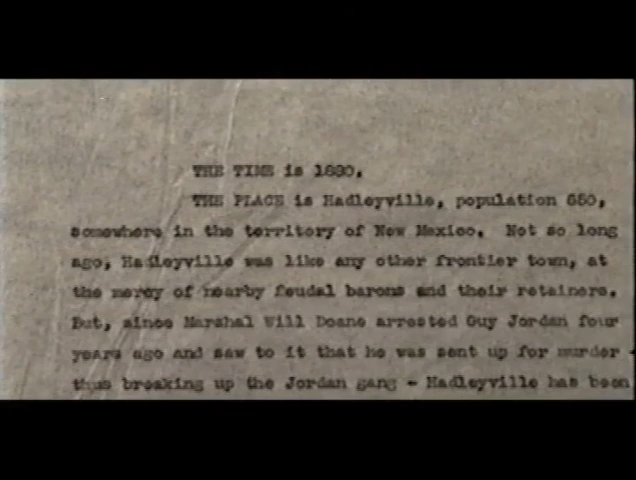 THE TIME is 1880.
THE PLACE is Hadleyville, population 650,
somewhere in the territory of New Mexico. Not so long
ago, Hadleyville was like any other frontier town, at
the mercy of nearby feudal barons and their retainers.
But, since Marshal Will Doane arrested Guy Jordan four
years ago and saw to it that he was sent up for murder -
thus breaking up the Jordan gang - Hadleyville has been